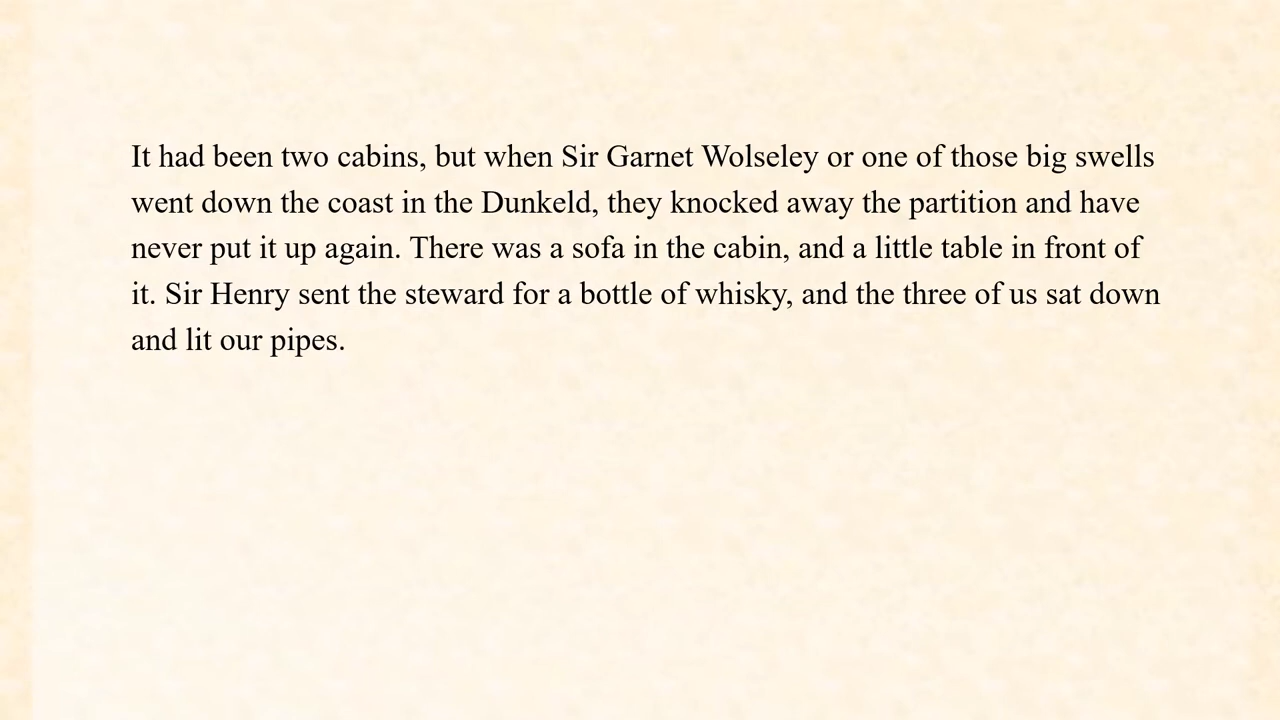 It had been two cabins, but when Sir Garnet Wolseley or one of those big swells
went down the coast in the Dunkeld, they knocked away the partition and have
never put it up again. There was a sofa in the cabin, and a little table in front of
it. Sir Henry sent the steward for a bottle of whisky, and the three of us sat down
and lit our pipes.